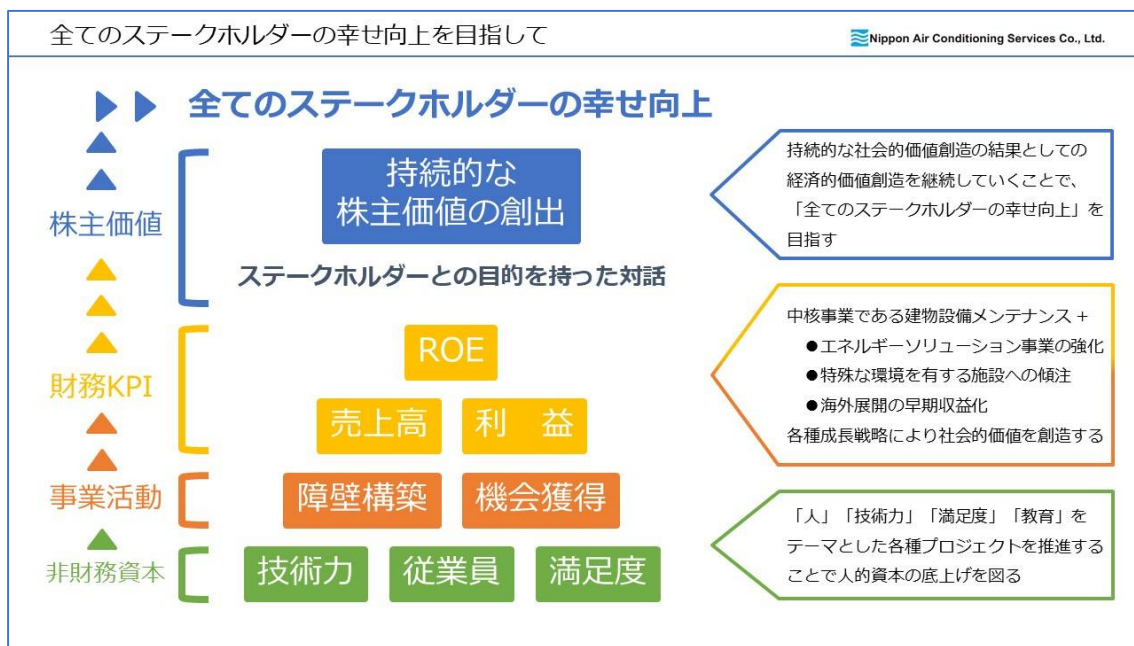 全てのステークホルダーの幸せ向上を目指して
Nippon Air Conditioning Services Co., Ltd.
全てのステークホルダーの幸せ向上
株主価値
持続的な
株主価値の創出
ステークホルダーとの目的を持った対話
持続的な社会的価値創造の結果としての
経済的価値創造を継続していくことで、
「全てのステークホルダーの幸せ向上」を
目指す
財務KPI
ROE
売上高
利 益
中核事業である建物設備メンテナンス +
●エネルギーソリューション事業の強化
●特殊な環境を有する施設への傾注
●海外展開の早期収益化
各種成長戦略により社会的価値を創造する
事業活動
障壁構築
機会獲得
非財務資本
技術力
従業員
満足度
「人」「技術力」「満足度」「教育」を
テーマとした各種プロジェクトを推進する
ことで人的資本の底上げを図る